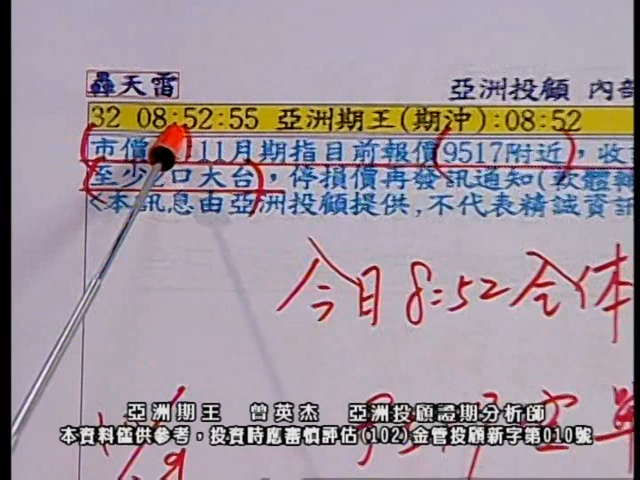 轟天雷
亞洲投顧 內部
32 08:52:55 亞洲期王(期沖):08:52
市價 11月期指目前報價9517附近，收
至少2口大台，停損價再發訊通知(軟體
<本訊息由亞洲投顧提供,不代表精誠資訊
今日8:52全体
空單
亞洲期王 曾英杰 亞洲投顧證期分析師
本資料僅供參考，投資時應審慎評估(102)金管投顧新字第010號